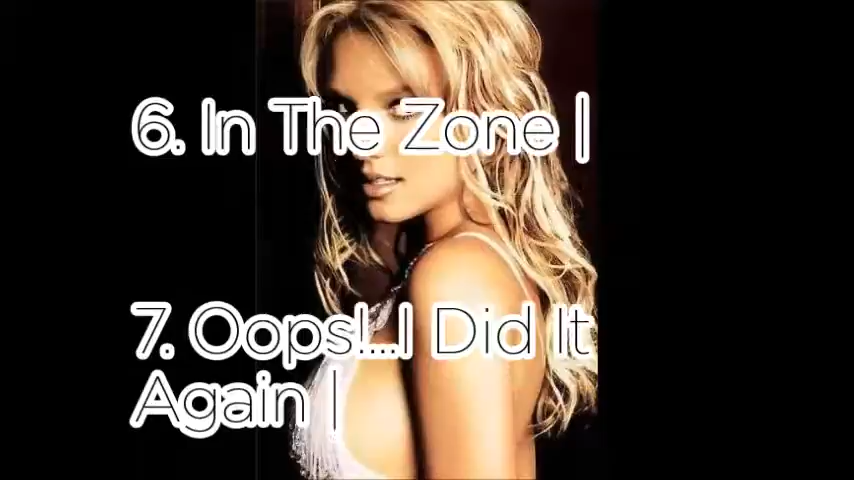 6. In The Zone |
7. Oops!...I Did It
Again |